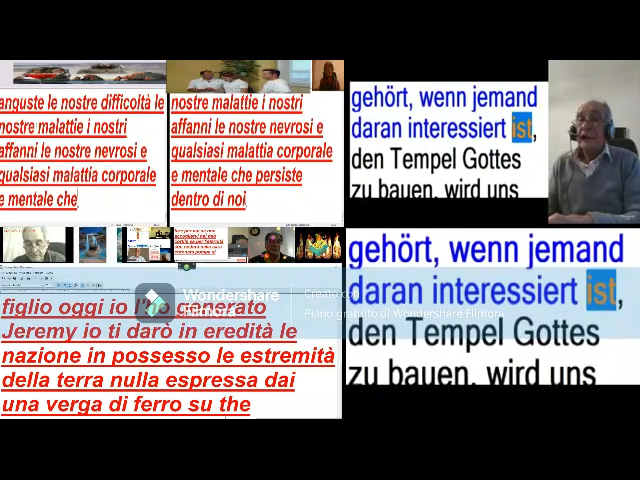 anguste le nostre difficoltà le
nostre malattie i nostri
affanni le nostre nevrosi e
qualsiasi malattia corporale
e mentale che
nostre malattie i nostri
affanni le nostre nevrosi e
qualsiasi malattia corporale
e mentale che persiste
dentro di noi
gehört, wenn jemand
daran interessiert ist,
den Tempel Gottes
zu bauen, wird uns
figlio oggi io l'ho generato
Jeremy io ti darò in eredità le
nazione in possesso le estremità
della terra nulla espressa dai
una verga di ferro su the
Wondershare
Filmora
Creato con
Piano gratuito di Wondershare Filmora
gehört, wenn jemand
daran interessiert ist,
den Tempel Gottes
zu bauen, wird uns